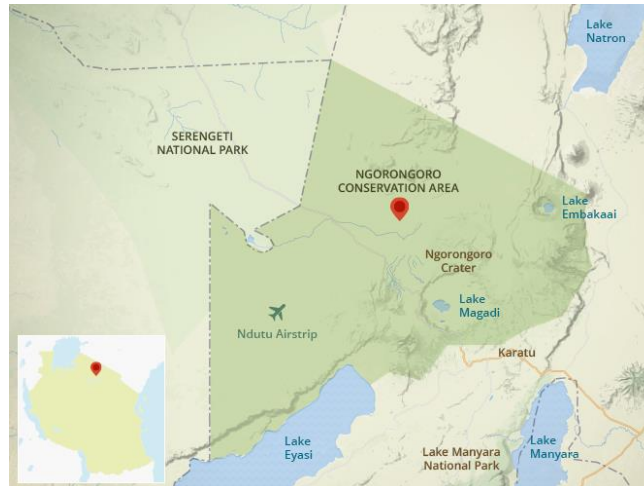 Lake
Natron
SERENGETI
NATIONAL PARK
NGORONGORO
CONSERVATION AREA
Lake
Embakaai
Ngorongoro
Crater
Lake
Magadi
Ndutu Airstrip
Karatu
Lake
Eyasi
Lake Manyara
National Park
Lake
Manyara